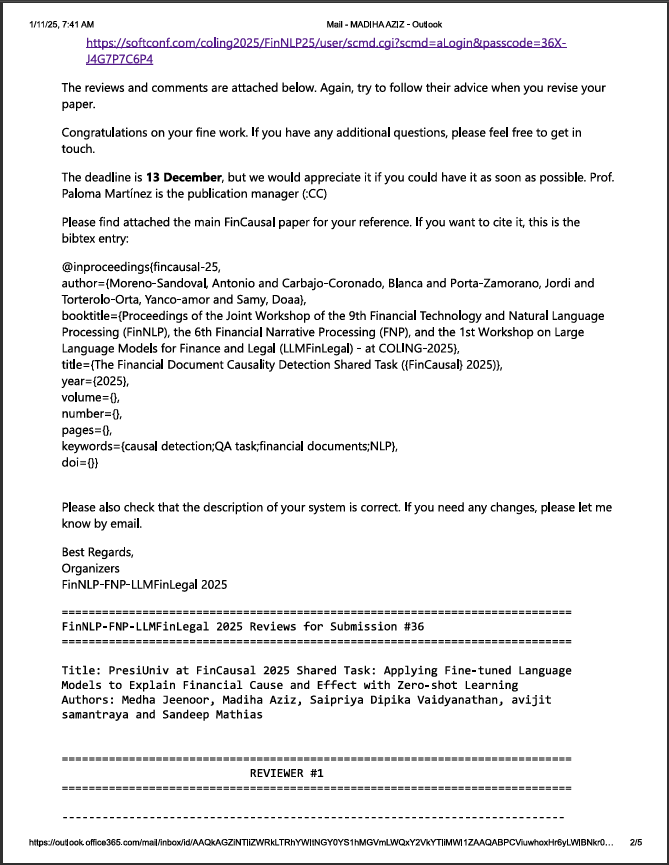 1/11/25, 7:41 AM Mail - MADIHA AZIZ - Outlook
https://softconf.com/coling2025/FinNLP25/user/scmd.cgi?scmd=aLogin&passcode=36X-
J4G7P7C6P4
The reviews and comments are attached below. Again, try to follow their advice when you revise your
paper.
Congratulations on your fine work. If you have any additional questions, please feel free to get in
touch.
The deadline is 13 December, but we would appreciate it if you could have it as soon as possible. Prof.
Paloma Martínez is the publication manager (:CC)
Please find attached the main FinCausal paper for your reference. If you want to cite it, this is the
bibtex entry:
@inproceedings{fincausal-25,
author={Moreno-Sandoval, Antonio and Carbajo-Coronado, Blanca and Porta-Zamorano, Jordi and
Torterolo-Orta, Yanco-amor and Samy, Doaa},
booktitle={Proceedings of the Joint Workshop of the 9th Financial Technology and Natural Language
Processing (FinNLP), the 6th Financial Narrative Processing (FNP), and the 1st Workshop on Large
Language Models for Finance and Legal (LLMFinLegal) - at COLING-2025},
title={The Financial Document Causality Detection Shared Task ({FinCausal} 2025)},
year={2025},
volume={},
number={},
pages={},
keywords={causal detection;QA task;financial documents;NLP},
doi={}}
Please also check that the description of your system is correct. If you need any changes, please let me
know by email.
Best Regards,
Organizers
FinNLP-FNP-LLMFinLegal 2025
============================================================================
FinNLP-FNP-LLMFinLegal 2025 Reviews for Submission #36
============================================================================
Title: PresiUniv at FinCausal 2025 Shared Task: Applying Fine-tuned Language
Models to Explain Financial Cause and Effect with Zero-shot Learning
Authors: Medha Jeenoor, Madiha Aziz, Saipriya Dipika Vaidyanathan, avijit
samantraya and Sandeep Mathias
============================================================================
REVIEWER #1
============================================================================
---------------------------------------------------------------------------
2/5